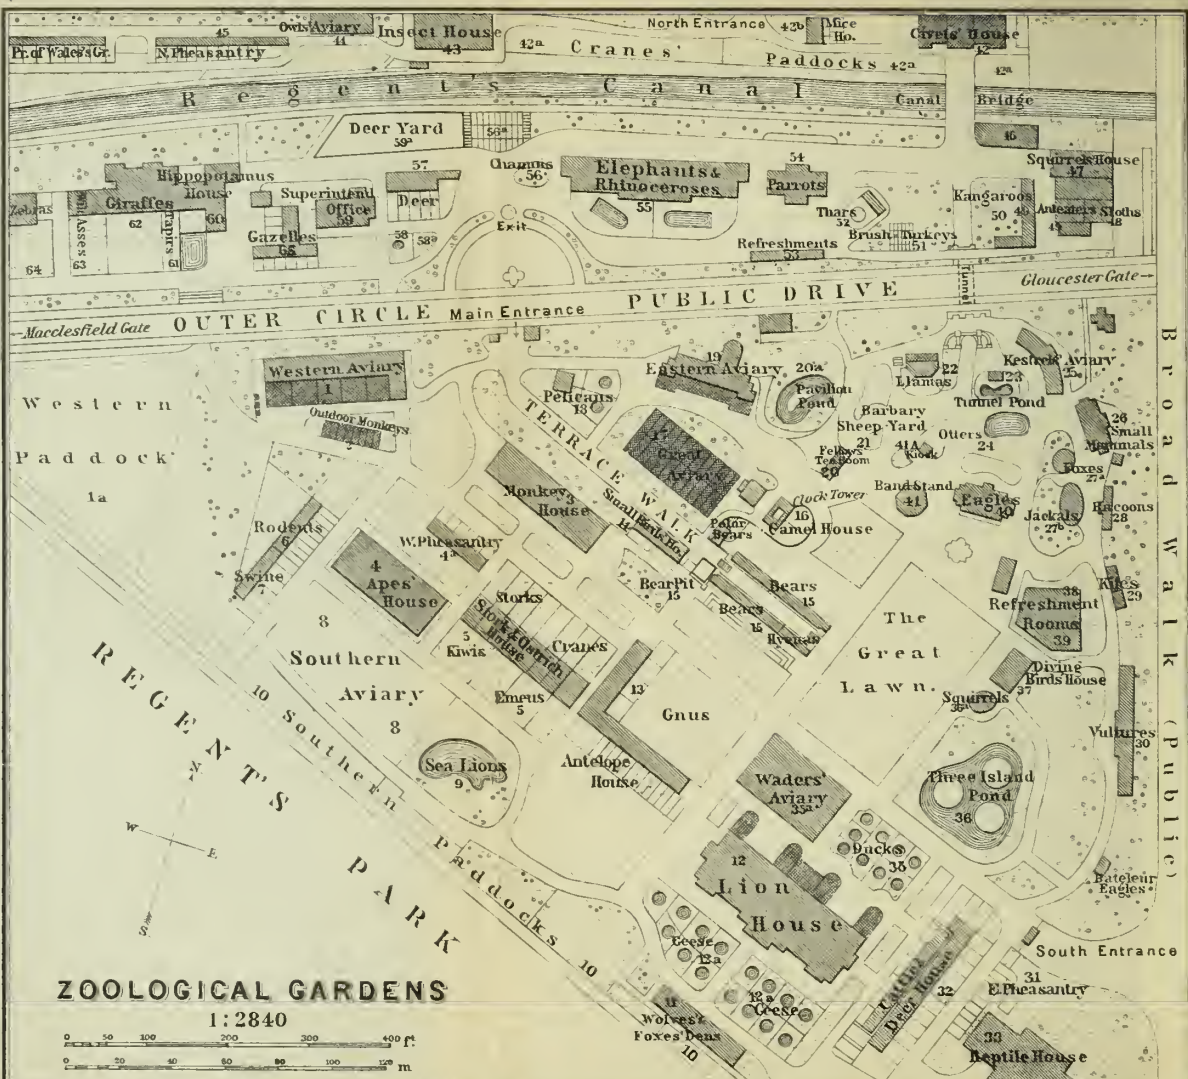 Pr. of Wales's Gr.
45
N. Pheasantry
Owls' Aviary
44
Insect House
43
North Entrance
42b
Mice
Ho.
Civets' House
42
42a
Cranes'
Paddocks 42a
42a
Regent's Canal
Canal Bridge
Deer Yard
59a
56a
46
Squirrels House
47
Hippopotamus
House
60
Giraffes
62
Zebras
64
Wild Asses
63
Tapirs
61
Superintend
Office
59
Gazelles
65
57
Deer
58
58a
Chamois
56
Exit
Elephants &
Rhinoceroses
55
54
Parrots
Thars
52
Refreshments
53
Brush-Turkeys
51
Kangaroos
50
Anteaters
49
Sloths
48
Tunnel
Gloucester Gate
Macclesfield Gate
OUTER CIRCLE
Main Entrance
PUBLIC DRIVE
Western Aviary
1
Outdoor Monkeys
Western
Paddock
1a
Pelicans
18
19
Eastern Aviary
20a
Pavilion
Pond
22
Llamas
Kestrels' Aviary
23
Tunnel Pond
Barbary
Sheep-Yard
21
Otters
24
26
Small
Mammals
TERRACE WALK
17
Great
Aviary
Fellows'
Tea Room
20
41A
Kiosk
Foxes
27a
Clock Tower
16
Camel House
Band Stand
41
Eagles
40
Jackals
27b
Racoons
28
Monkeys
House
Small Birds Ho.
14
Polar
Bears
Rodents
6
Swine
7
W. Pheasantry
4a
4
Apes'
House
Bear Pit
15
Bears
15
Bears
15
Hyenas
Kites
29
38
Refreshment
Rooms
39
Storks
Stork & Ostrich
House
5
Kiwis
Cranes
Emeus
5
8
Southern
Aviary
8
The
Great
Lawn.
Diving
Birds House
37
Squirrels
36a
13
Gnus
Antelope
House
Sea Lions
9
10 Southern Paddocks 10
Waders'
Aviary
35a
Three Island
Pond
36
Vultures
30
Broad Walk (Public)
Ducks
35
12
Lion
House
Bateleur
Eagles
REGENT'S PARK
N
W
E
S
Geese
12a
12a
Geese
Cattle &
Deer House
32
South Entrance
31
E. Pheasantry
33
Reptile House
11
Wolves' &
Foxes' Dens
10
ZOOLOGICAL GARDENS
1:2840
0 50 100 200 300 400 ft.
0 20 40 60 80 100 120 m